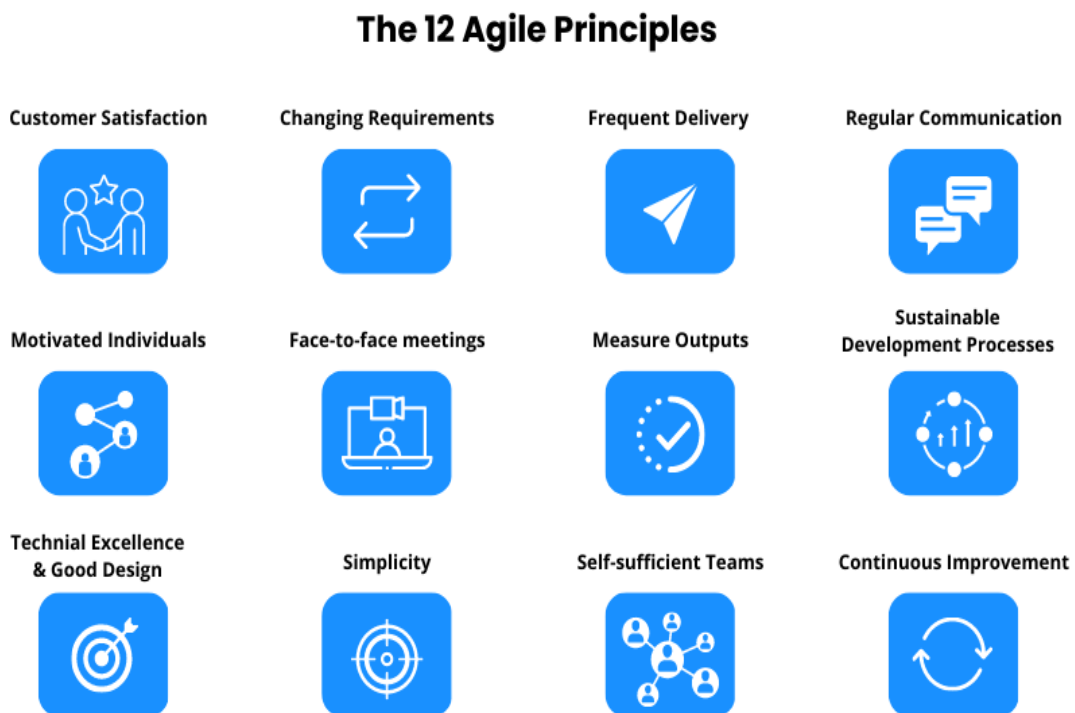 The 12 Agile Principles
Customer Satisfaction
Changing Requirements
Frequent Delivery
Regular Communication
Motivated Individuals
Face-to-face meetings
Measure Outputs
Sustainable
Development Processes
Technial Excellence
& Good Design
Simplicity
Self-sufficient Teams
Continuous Improvement